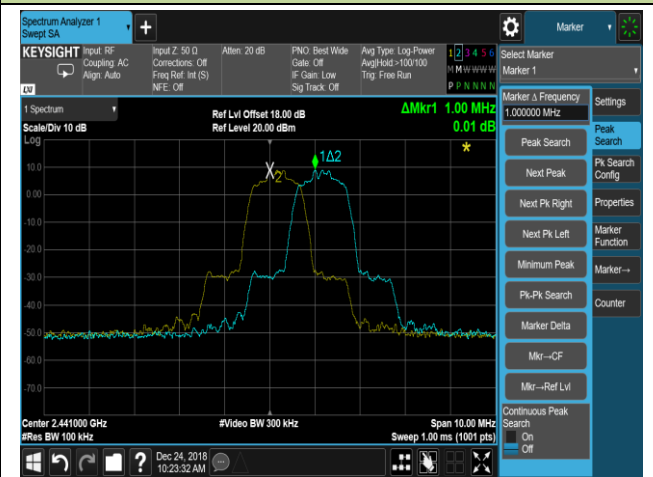 Spectrum Analyzer 1
Swept SA
+
Marker
KEYSIGHT
LXI
Input: RF
Coupling: AC
Align: Auto
Input Z: 50 Ω
Corrections: Off
Freq Ref: Int (S)
NFE: Off
Atten: 20 dB
PNO: Best Wide
Gate: Off
IF Gain: Low
Sig Track: Off
Avg Type: Log-Power
Avg|Hold:>100/100
Trig: Free Run
1 2 3 4 5 6
M M W W W W
P P N N N N
Select Marker
Marker 1
1 Spectrum
Scale/Div 10 dB
Log
Ref Lvl Offset 18.00 dB
Ref Level 20.00 dBm
ΔMkr1 1.00 MHz
0.01 dB
*
10.0
0.00
-10.0
-20.0
-30.0
-40.0
-50.0
-60.0
-70.0
X2
1Δ2
Center 2.441000 GHz
#Res BW 100 kHz
#Video BW 300 kHz
Span 10.00 MHz
Sweep 1.00 ms (1001 pts)
Marker Δ Frequency
1.000000 MHz
Peak Search
Next Peak
Next Pk Right
Next Pk Left
Minimum Peak
Pk-Pk Search
Marker Delta
Mkr→CF
Mkr→Ref Lvl
Continuous Peak
Search
On
Off
Settings
Peak
Search
Pk Search
Config
Properties
Marker
Function
Marker→
Counter
?
Dec 24, 2018
10:23:32 AM